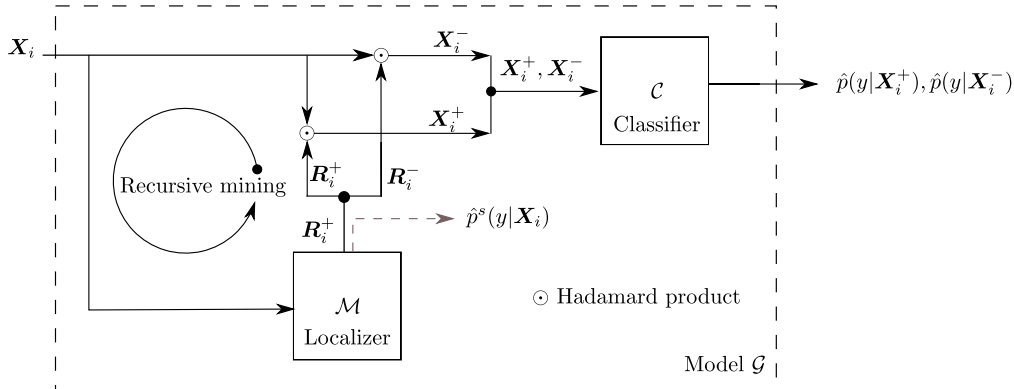 X_i
X_i^-
X_i^+, X_i^-
C
Classifier
p̂(y|X_i^+), p̂(y|X_i^-)
X_i^+
Recursive mining
R_i^+
R_i^-
R_i^+
p̂^s(y|X_i)
M
Localizer
⊙ Hadamard product
Model G